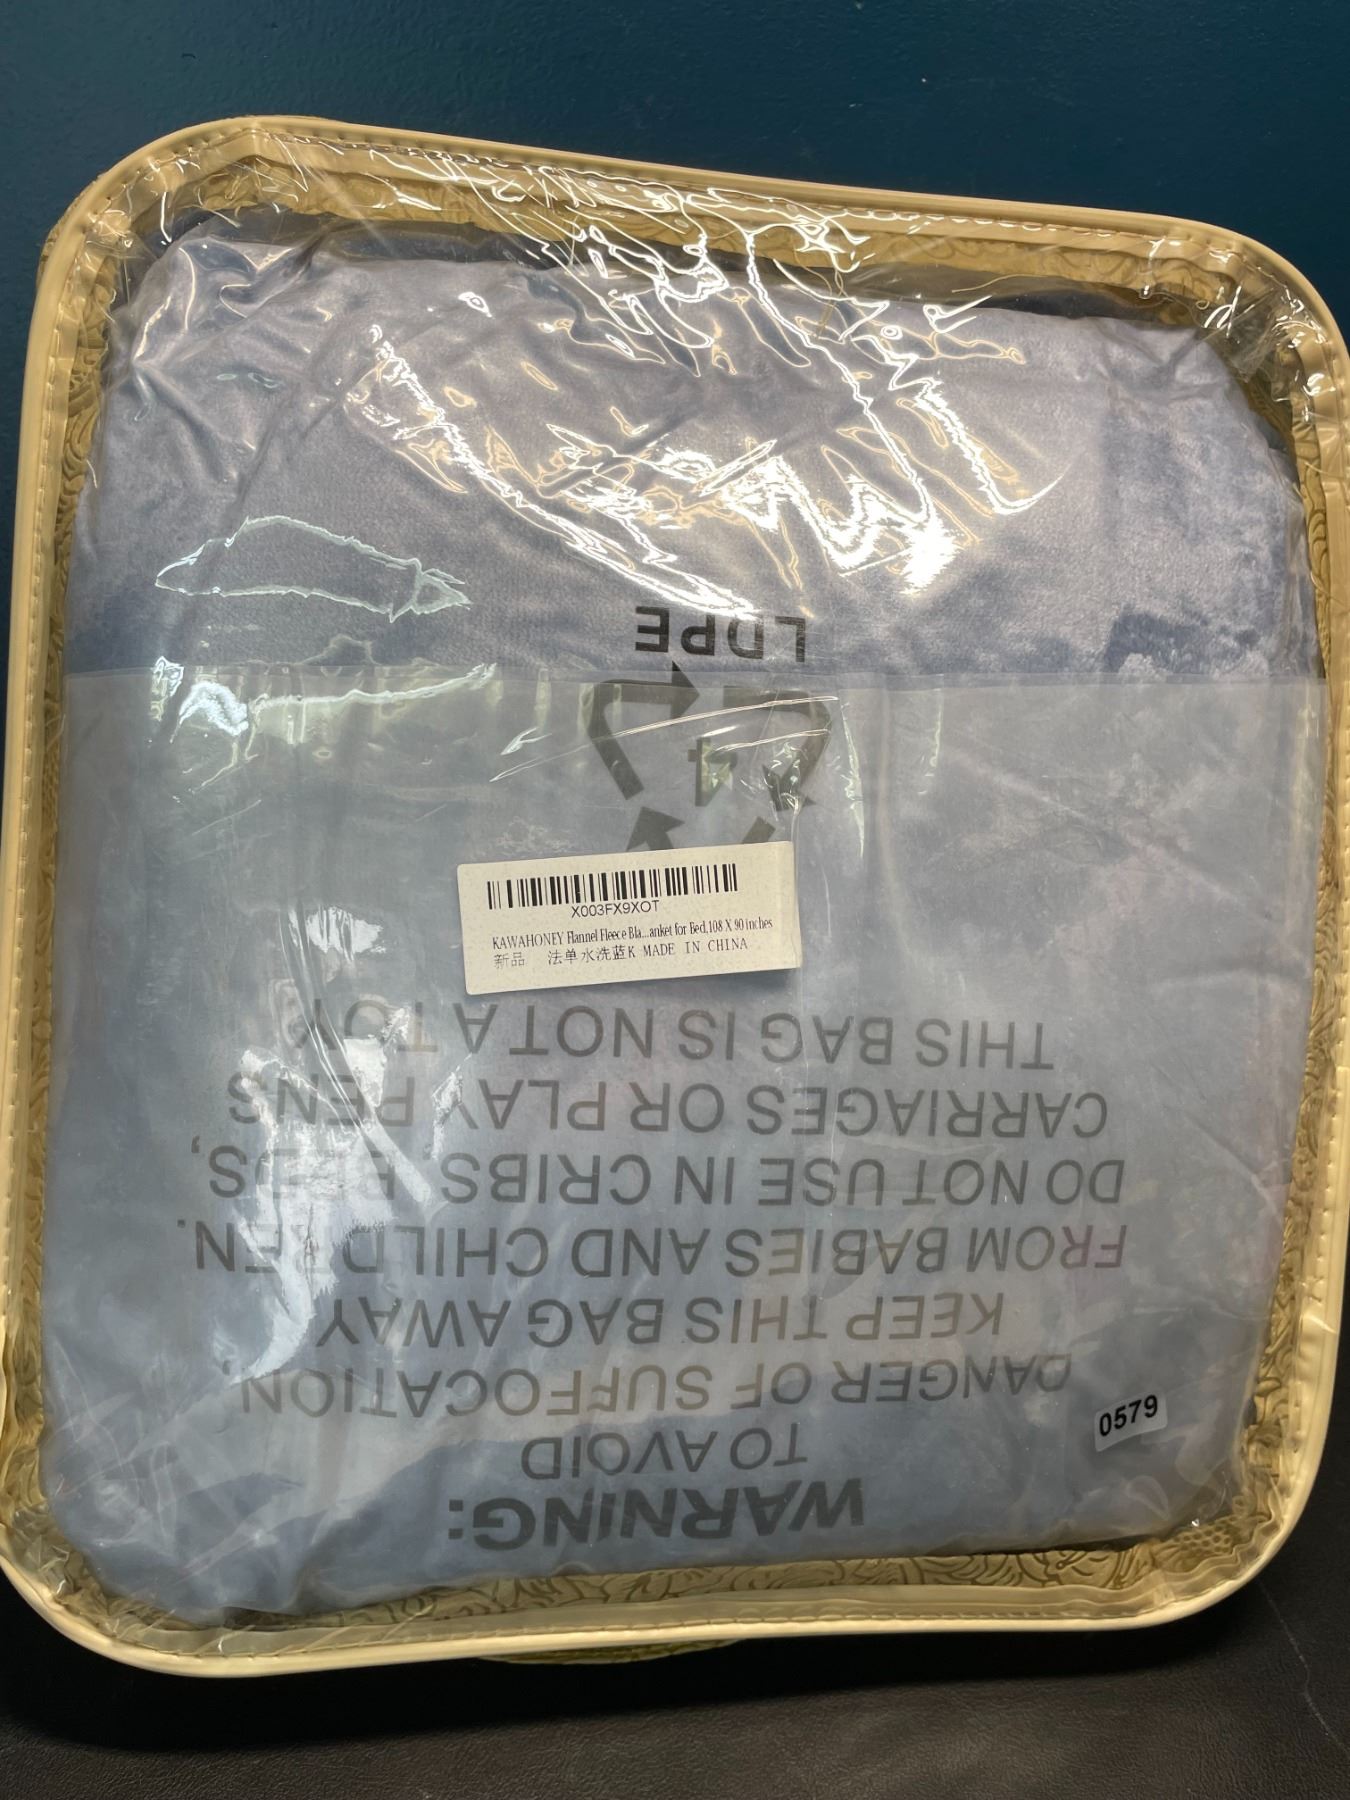 LDPE
4
X003FX9XOT
KAWAHONEY Flannel Fleece Bla...anket for Bed,108 X 90 inches
新品 法单水洗蓝K MADE IN CHINA
0579
WARNING:
TO AVOID
DANGER OF SUFFOCATION,
KEEP THIS BAG AWAY
FROM BABIES AND CHILDREN.
DO NOT USE IN CRIBS, BEDS,
CARRIAGES OR PLAY PENS
THIS BAG IS NOT A TOY